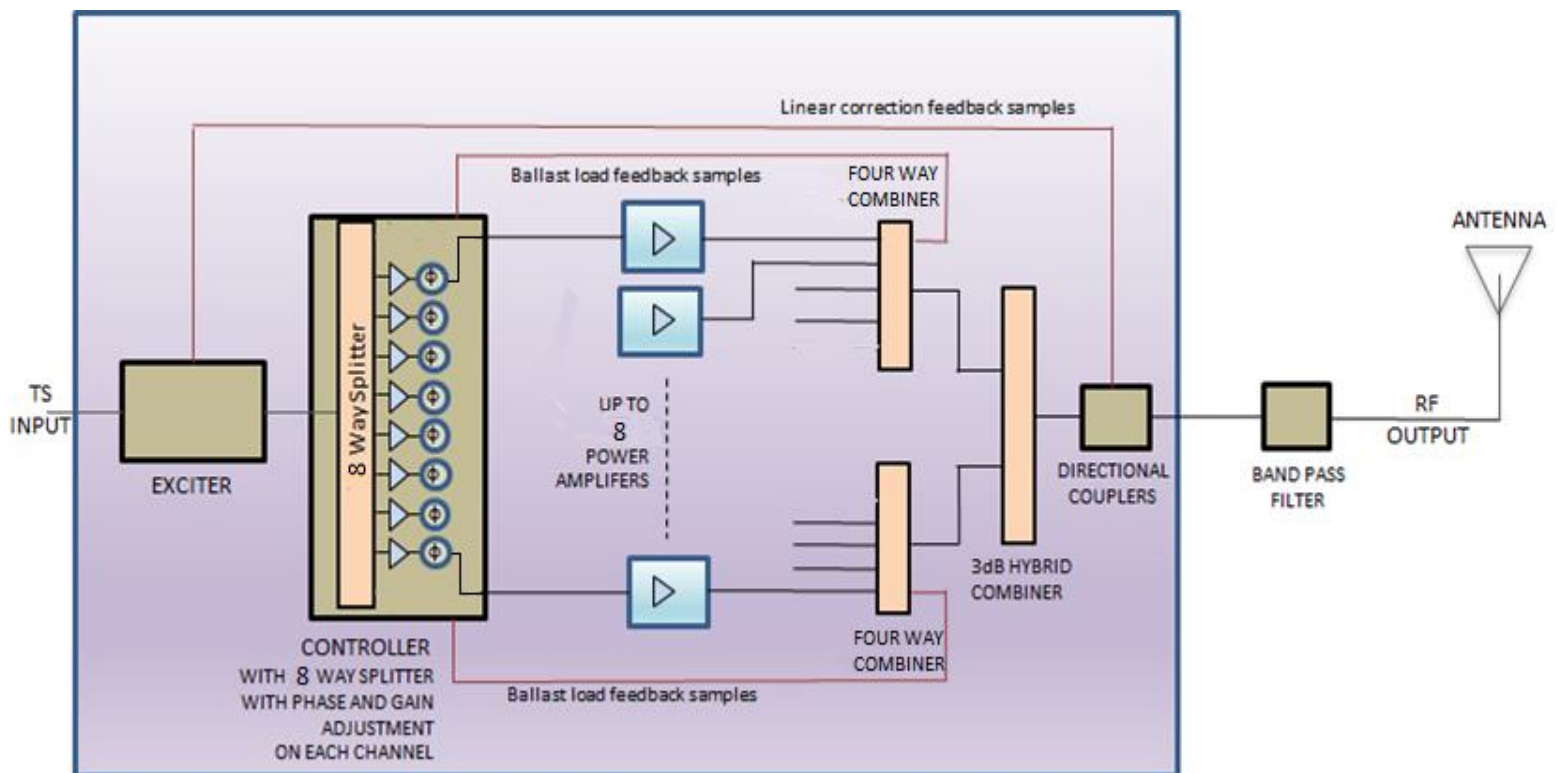 Linear correction feedback samples
Ballast load feedback samples
FOUR WAY
COMBINER
ANTENNA
8 Way Splitter
Φ
Φ
Φ
Φ
Φ
Φ
Φ
Φ
TS
INPUT
EXCITER
UP TO
8
POWER
AMPLIFERS
RF
OUTPUT
DIRECTIONAL
COUPLERS
BAND PASS
FILTER
3dB HYBRID
COMBINER
FOUR WAY
COMBINER
CONTROLLER
WITH 8 WAY SPLITTER
WITH PHASE AND GAIN
ADJUSTMENT
ON EACH CHANNEL
Ballast load feedback samples